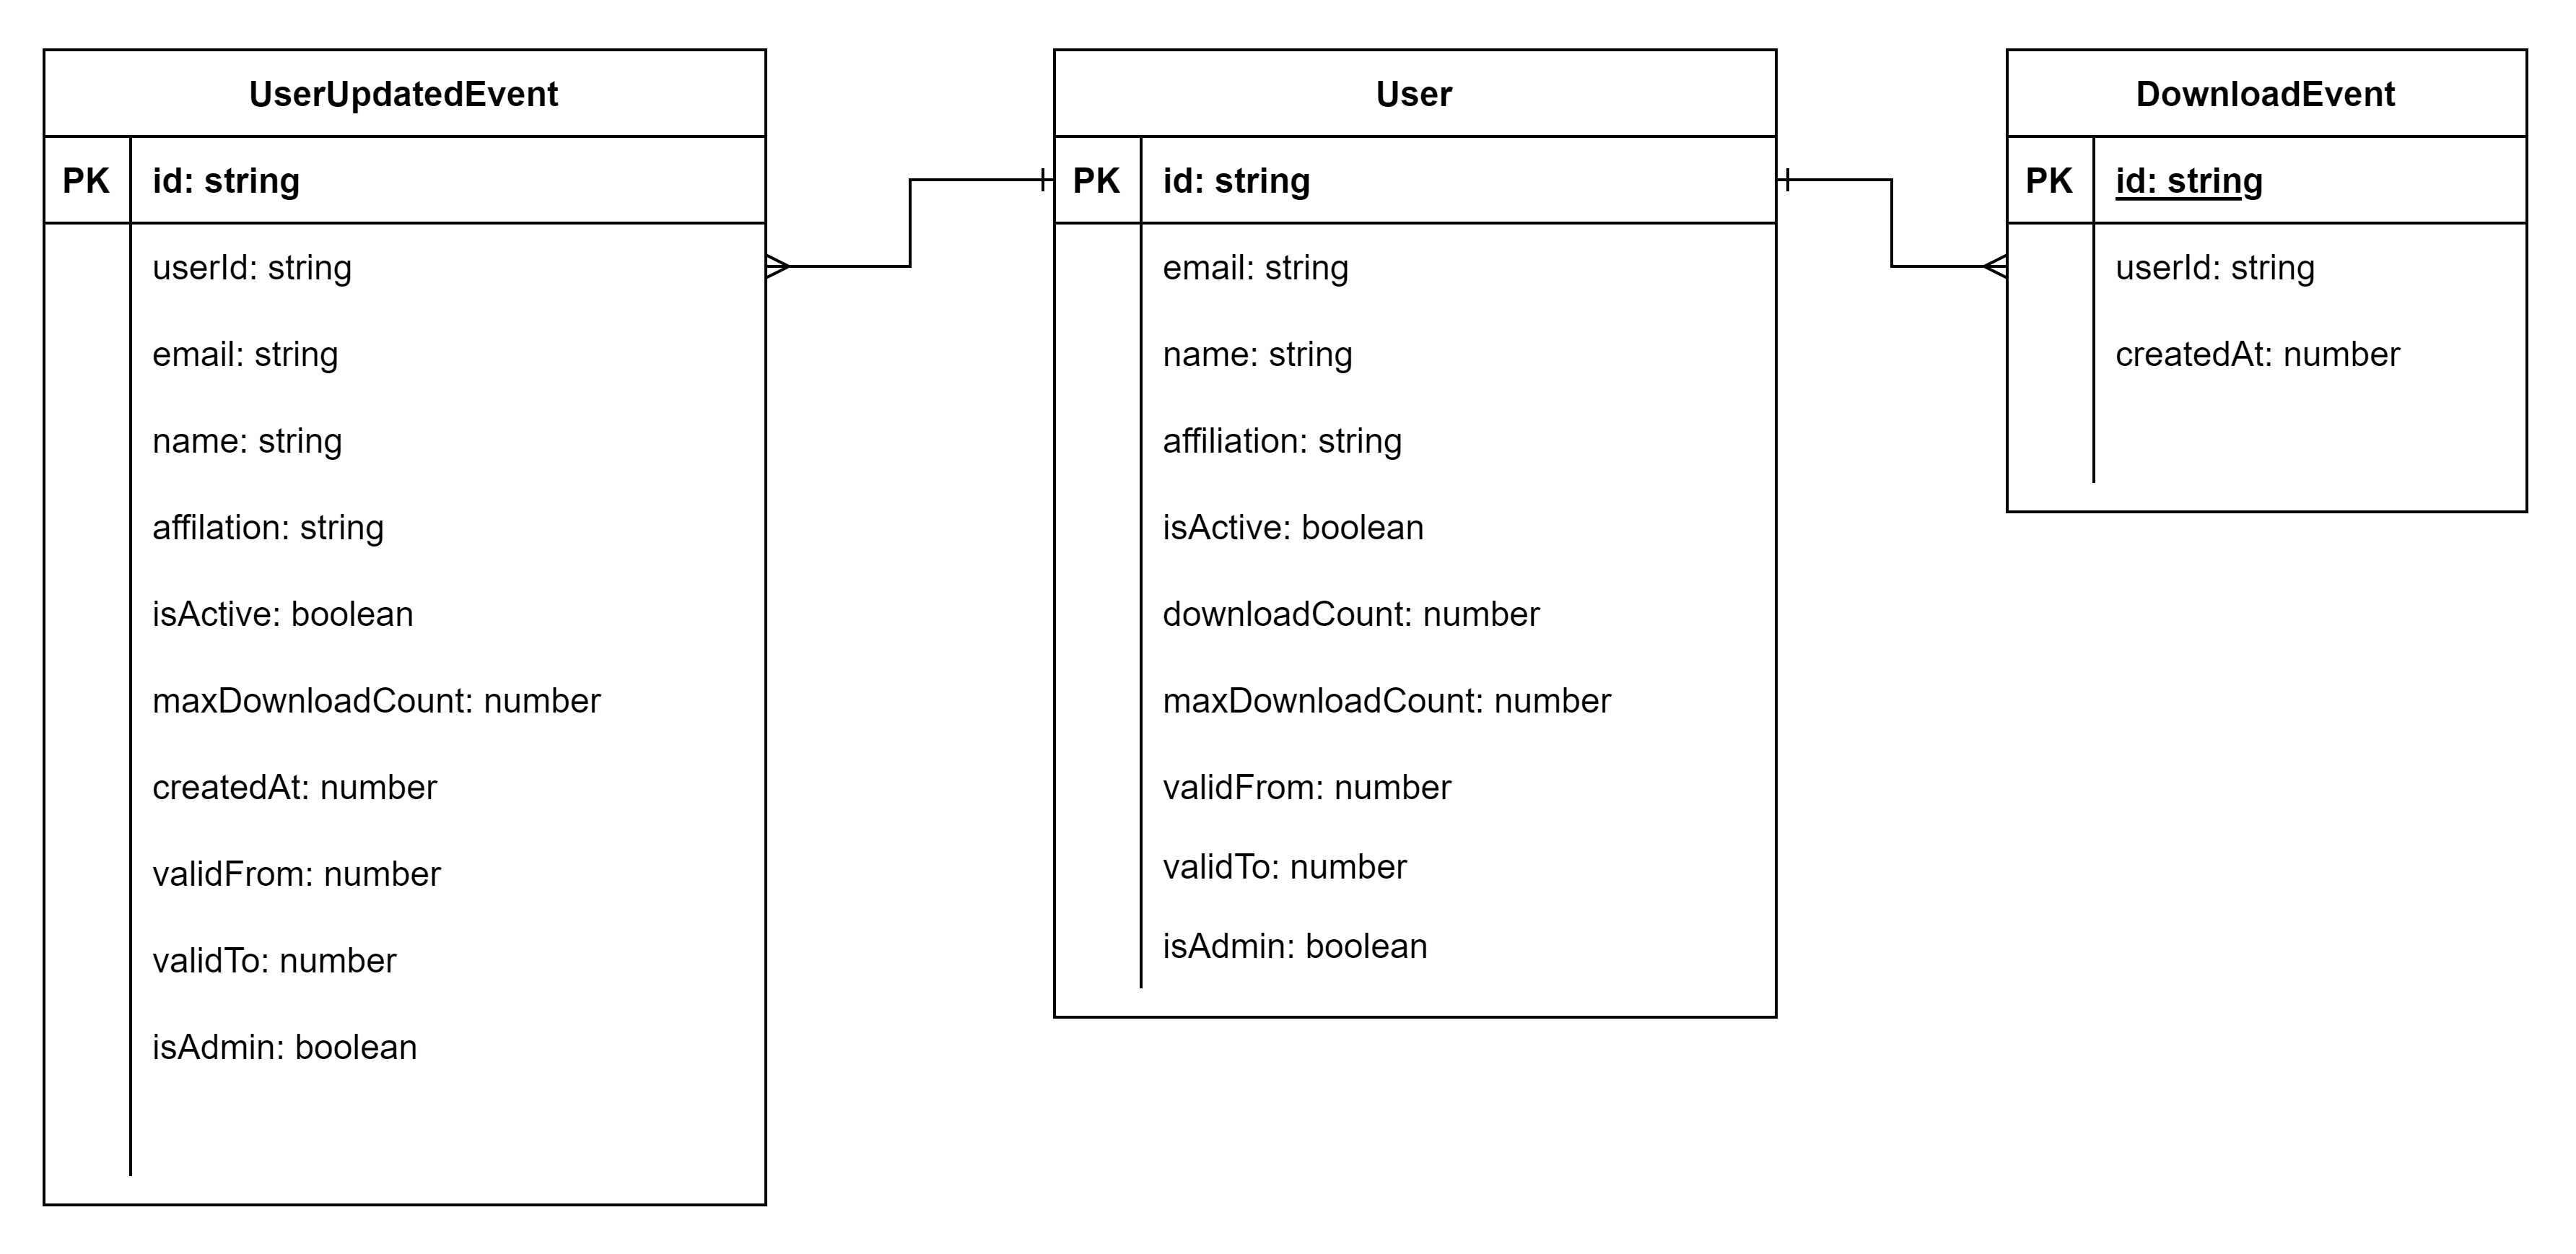 UserUpdatedEvent
PK id: string
userId: string
email: string
name: string
affilation: string
isActive: boolean
maxDownloadCount: number
createdAt: number
validFrom: number
validTo: number
isAdmin: boolean
User
PK id: string
email: string
name: string
affiliation: string
isActive: boolean
downloadCount: number
maxDownloadCount: number
validFrom: number
validTo: number
isAdmin: boolean
DownloadEvent
PK id: string
userId: string
createdAt: number